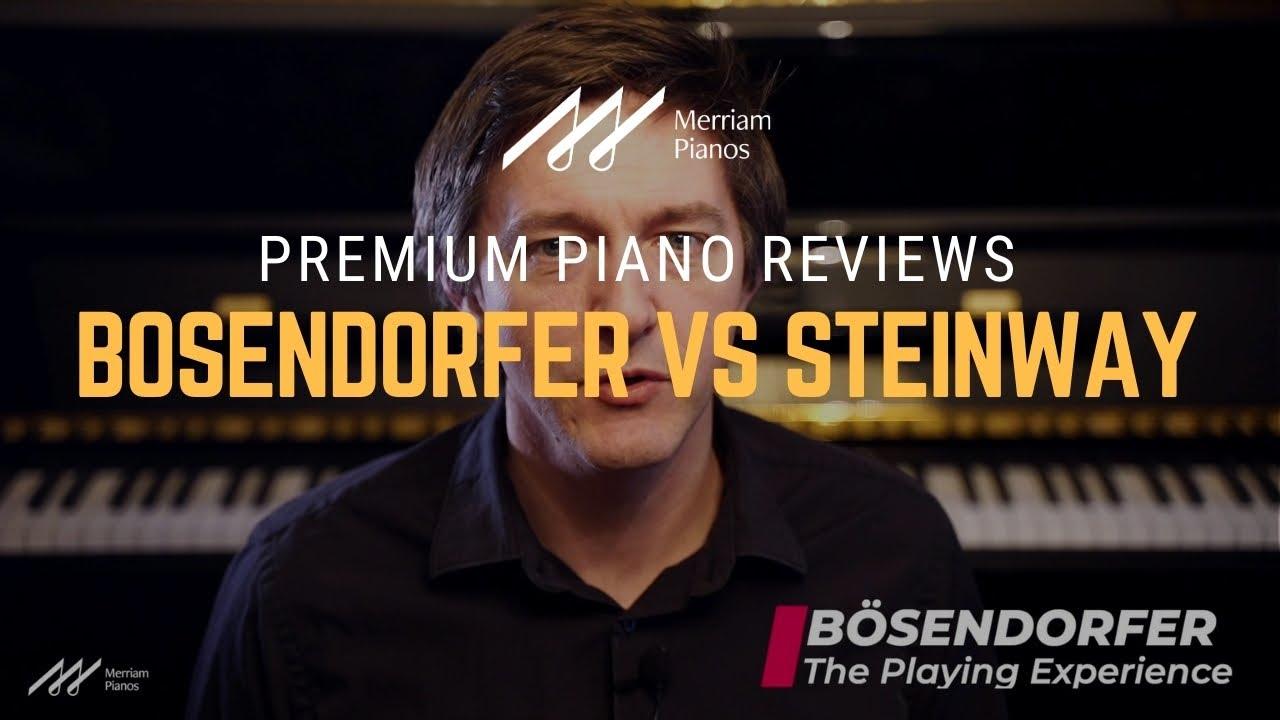 Merriam
Pianos
PREMIUM PIANO REVIEWS
BOSENDORFER VS STEINWAY
BÖSENDORFER
The Playing Experience
Merriam
Pianos